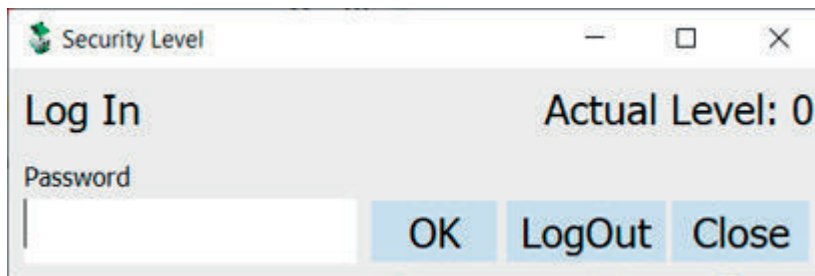 Security Level
Log In Actual Level: 0
Password
OK LogOut Close